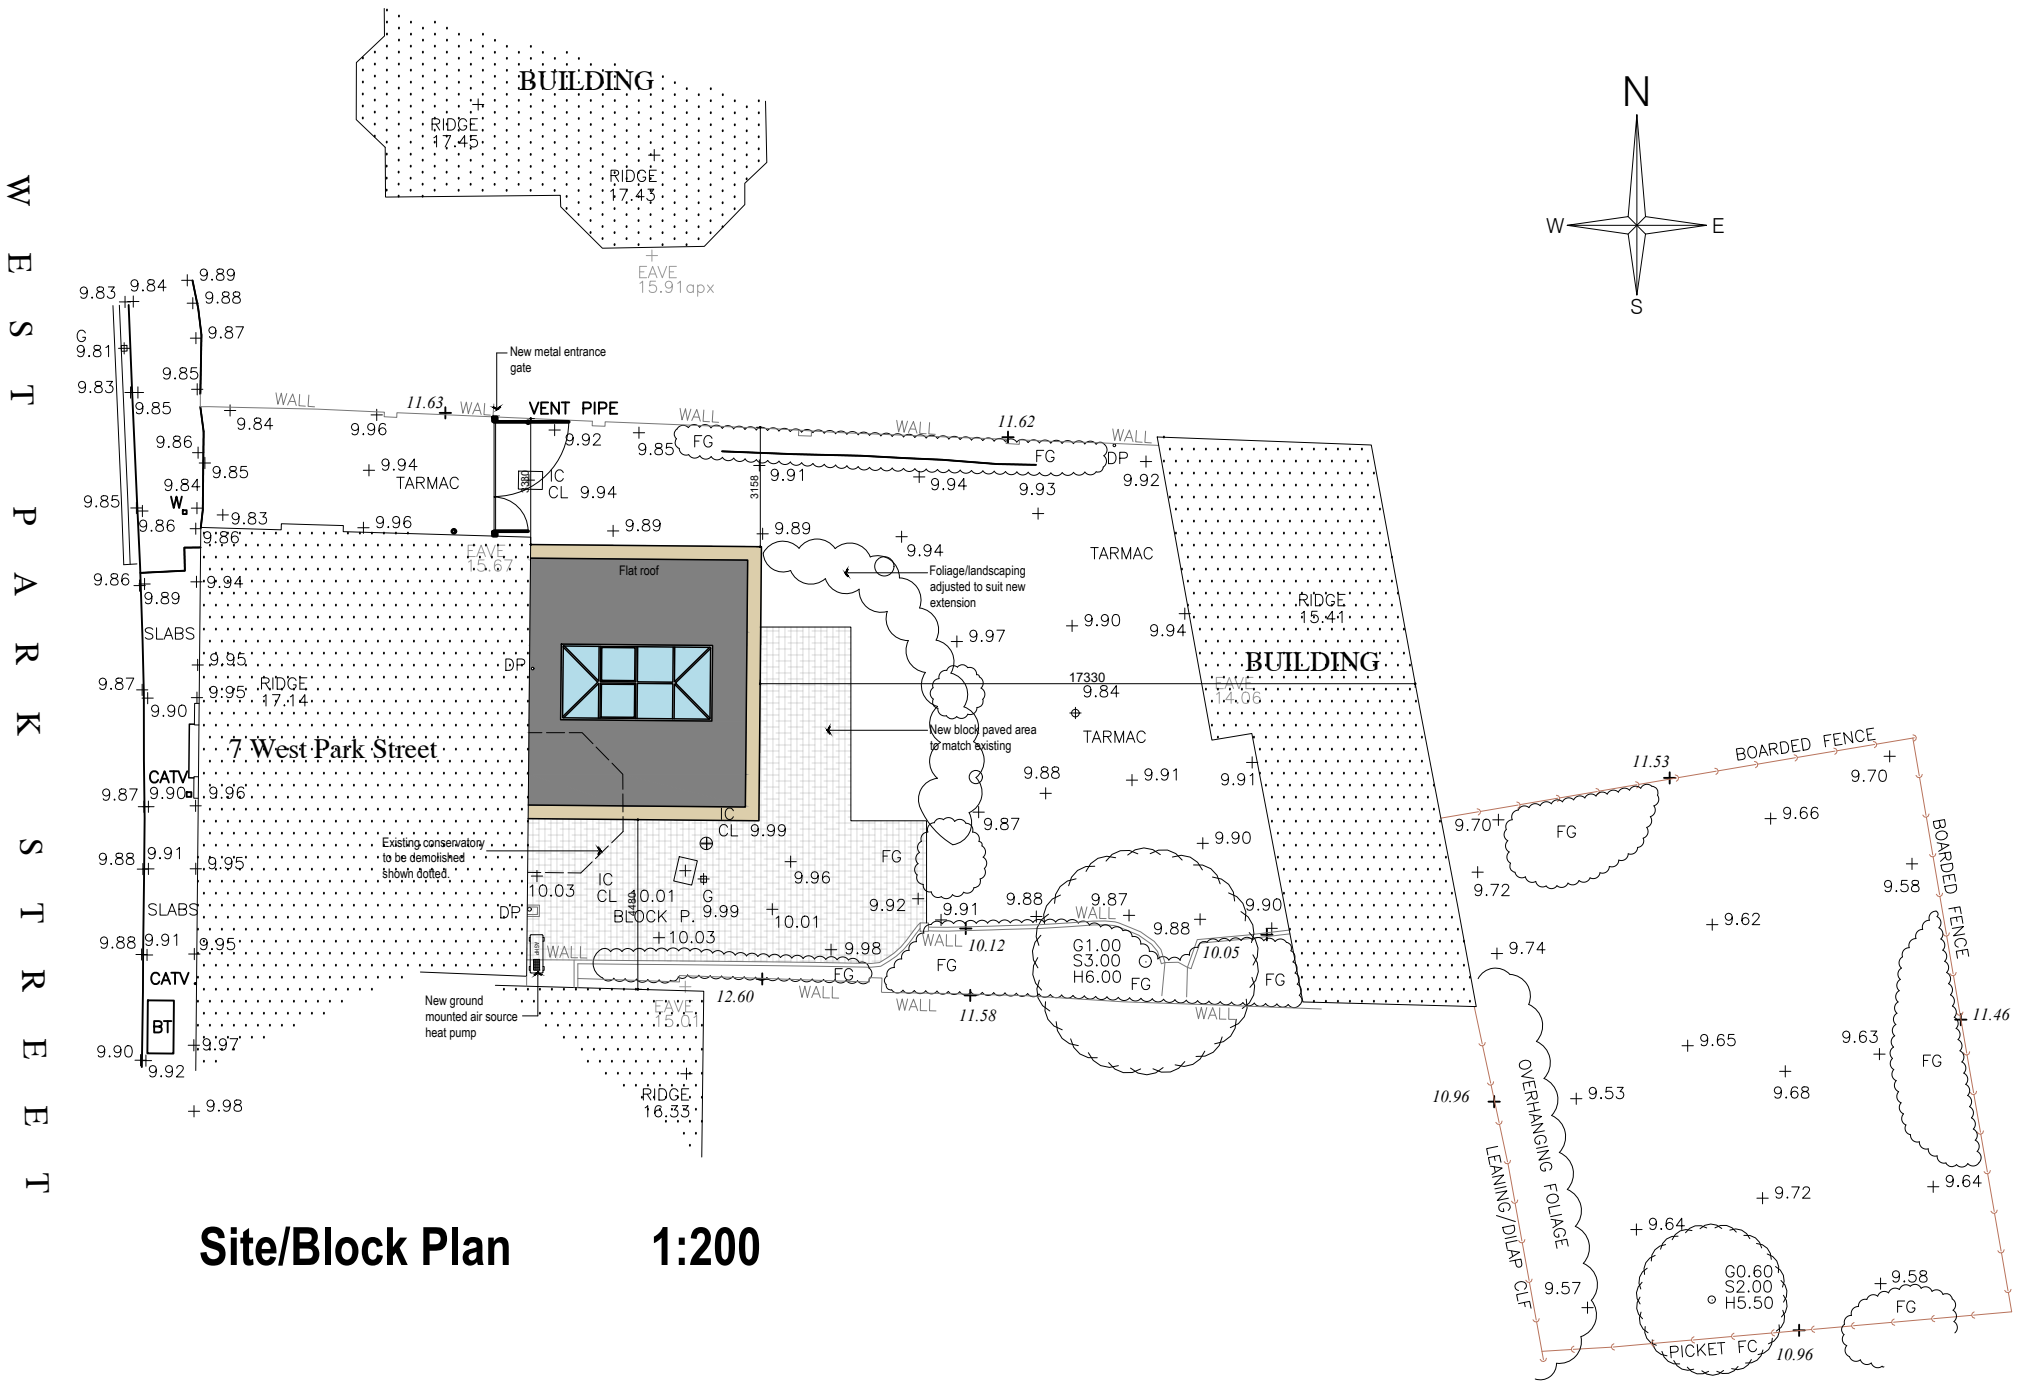 BUILDING
RIDGE
17.45
RIDGE
17.43
EAVE
15.91apx
N
W
E
S
WEST PARK STREET
9.83
9.84
9.89
9.88
9.87
G
9.81
9.83
9.85
9.85
New metal entrance
gate
WALL
11.63
WALL
VENT PIPE
WALL
WALL
11.62
WALL
9.84
9.96
9.92
9.85
FG
FG
DP
9.86
9.85
9.94
TARMAC
IC
CL
9.94
3380
3158
9.91
9.94
9.93
9.92
9.84
W
9.85
9.86
9.83
9.86
9.96
9.89
9.89
9.94
TARMAC
EAVE
15.67
Flat roof
Foliage/landscaping
adjusted to suit new
extension
9.86
9.89
9.94
SLABS
9.95
DP
9.97
9.90
9.94
RIDGE
15.41
BUILDING
9.87
9.90
9.95
RIDGE
17.14
17330
9.84
EAVE
14.06
7 West Park Street
New block paved area
to match existing
TARMAC
CATV
9.90
9.87
9.96
9.88
9.91
9.91
11.53
BOARDED FENCE
9.70
9.88
9.91
9.95
Existing conservatory
to be demolished
shown dotted.
IC
CL
9.99
9.87
9.90
9.70
FG
9.66
BOARDED FENCE
9.58
10.03
IC
CL
10.01
G
9.99
4480
9.96
FG
9.72
SLABS
DP
BLOCK P.
10.03
10.01
9.92
9.91
9.88
9.87
WALL
9.88
9.90
9.62
9.88
9.91
9.95
WALL
9.98
WALL
10.12
G1.00
S3.00
H6.00
10.05
9.74
CATV
FG
FG
FG
FG
New ground
mounted air source
heat pump
12.60
WALL
WALL
11.58
WALL
EAVE
15.01
BT
9.97
9.90
9.92
9.98
RIDGE
16.33
11.46
9.65
9.63
FG
9.68
10.96
9.53
OVERHANGING FOLIAGE
LEANING/DILAP CLF
9.72
9.64
9.64
Site/Block Plan 1:200
9.57
G0.60
S2.00
H5.50
9.58
FG
PICKET FC
10.96